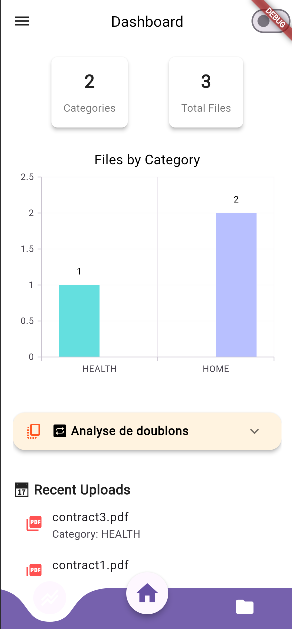 Dashboard
DEBUG
2
Categories
3
Total Files
Files by Category
2.5
2
1.5
1
0.5
0
1
2
HEALTH
HOME
Analyse de doublons
17
Recent Uploads
PDF
contract3.pdf
Category: HEALTH
PDF
contract1.pdf